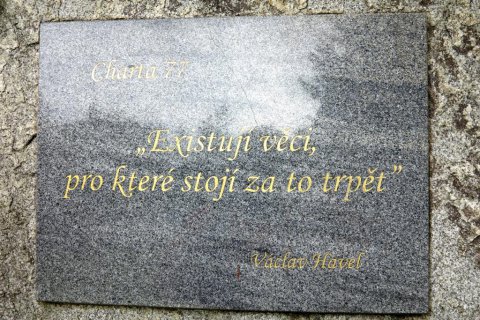 Charta 77
„Existují věci,
pro které stojí za to trpět”
Václav Havel